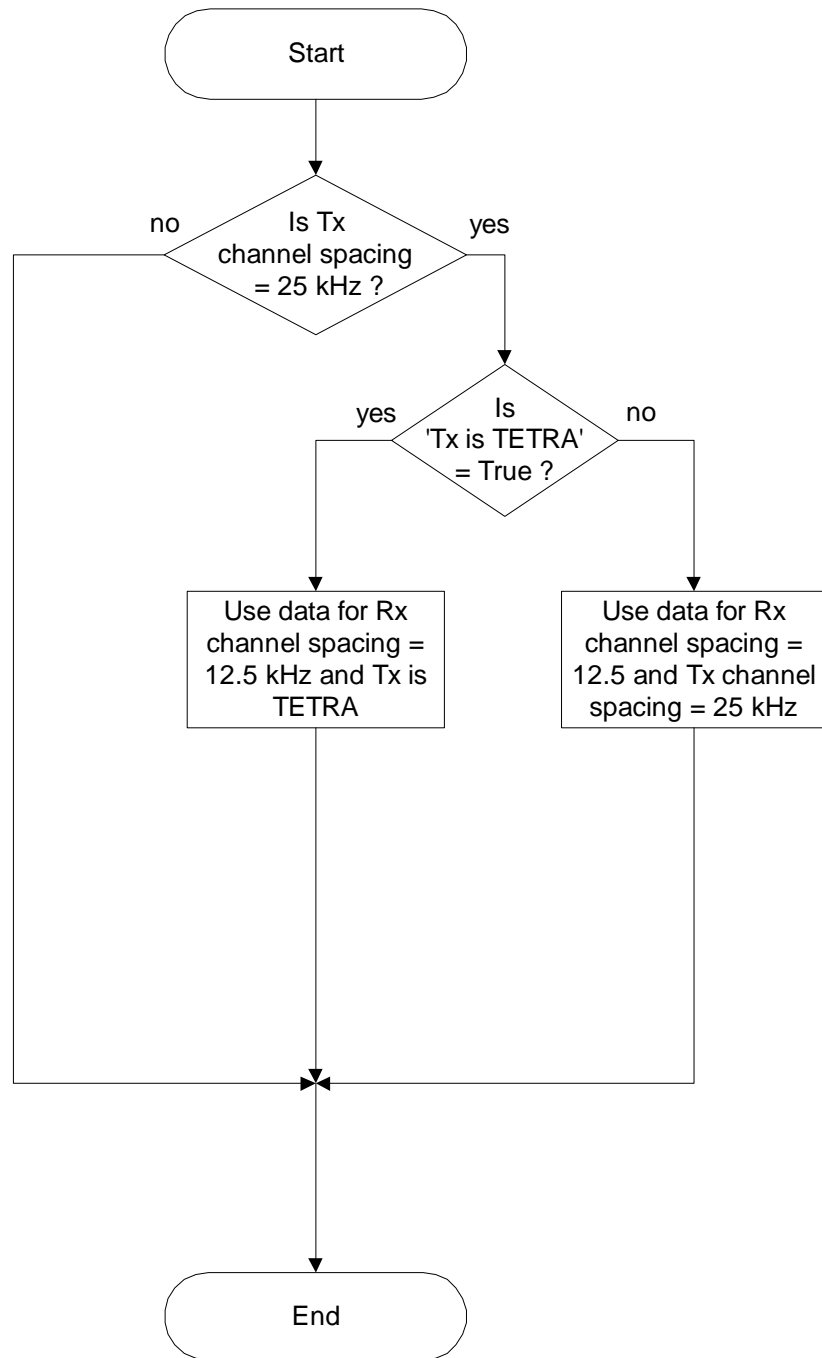 Start
no
Is Tx
yes
channel spacing
= 25 kHz ?
yes
Is
no
'Tx is TETRA'
= True ?
Use data for Rx
channel spacing =
12.5 kHz and Tx is
TETRA
Use data for Rx
channel spacing =
12.5 and Tx channel
spacing = 25 kHz
End